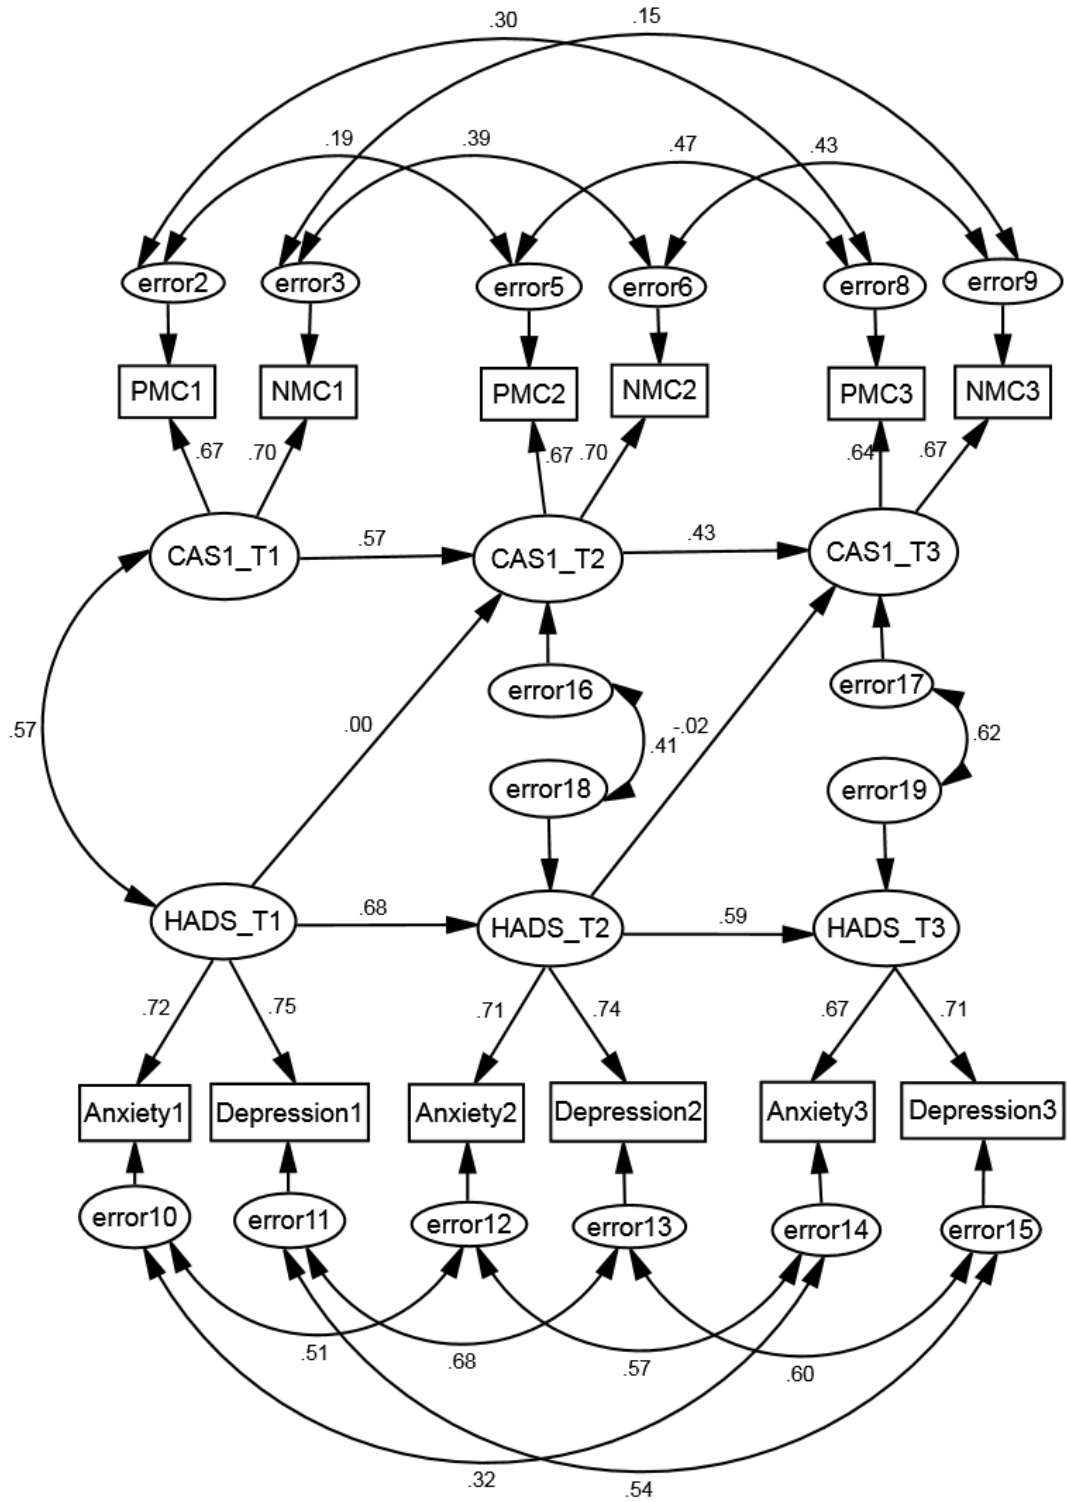 .30 .15
.19 .39 .47 .43
error2 error3 error5 error6 error8 error9
PMC1 NMC1 PMC2 NMC2 PMC3 NMC3
.67 .70 .67 .70 .64 .67
CAS1_T1 .57 CAS1_T2 .43 CAS1_T3
error16 error17
.57 .00 .41 -.02 .62
error18 error19
HADS_T1 .68 HADS_T2 .59 HADS_T3
.72 .75 .71 .74 .67 .71
Anxiety1 Depression1 Anxiety2 Depression2 Anxiety3 Depression3
error10 error11 error12 error13 error14 error15
.51 .68 .57 .60
.32 .54